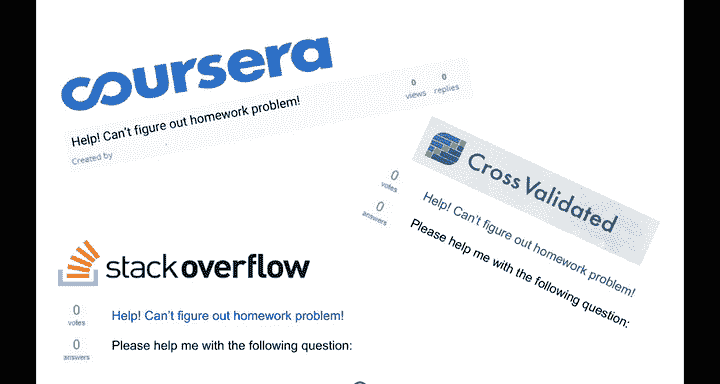 coursera
Help! Can't figure out homework problem!
Created by
0 views
0 replies
Cross Validated
0 votes
0 answers
Help! Can't figure out homework problem!
Please help me with the following question:
stackoverflow
0 votes
Help! Can't figure out homework problem!
0 answers
Please help me with the following question: